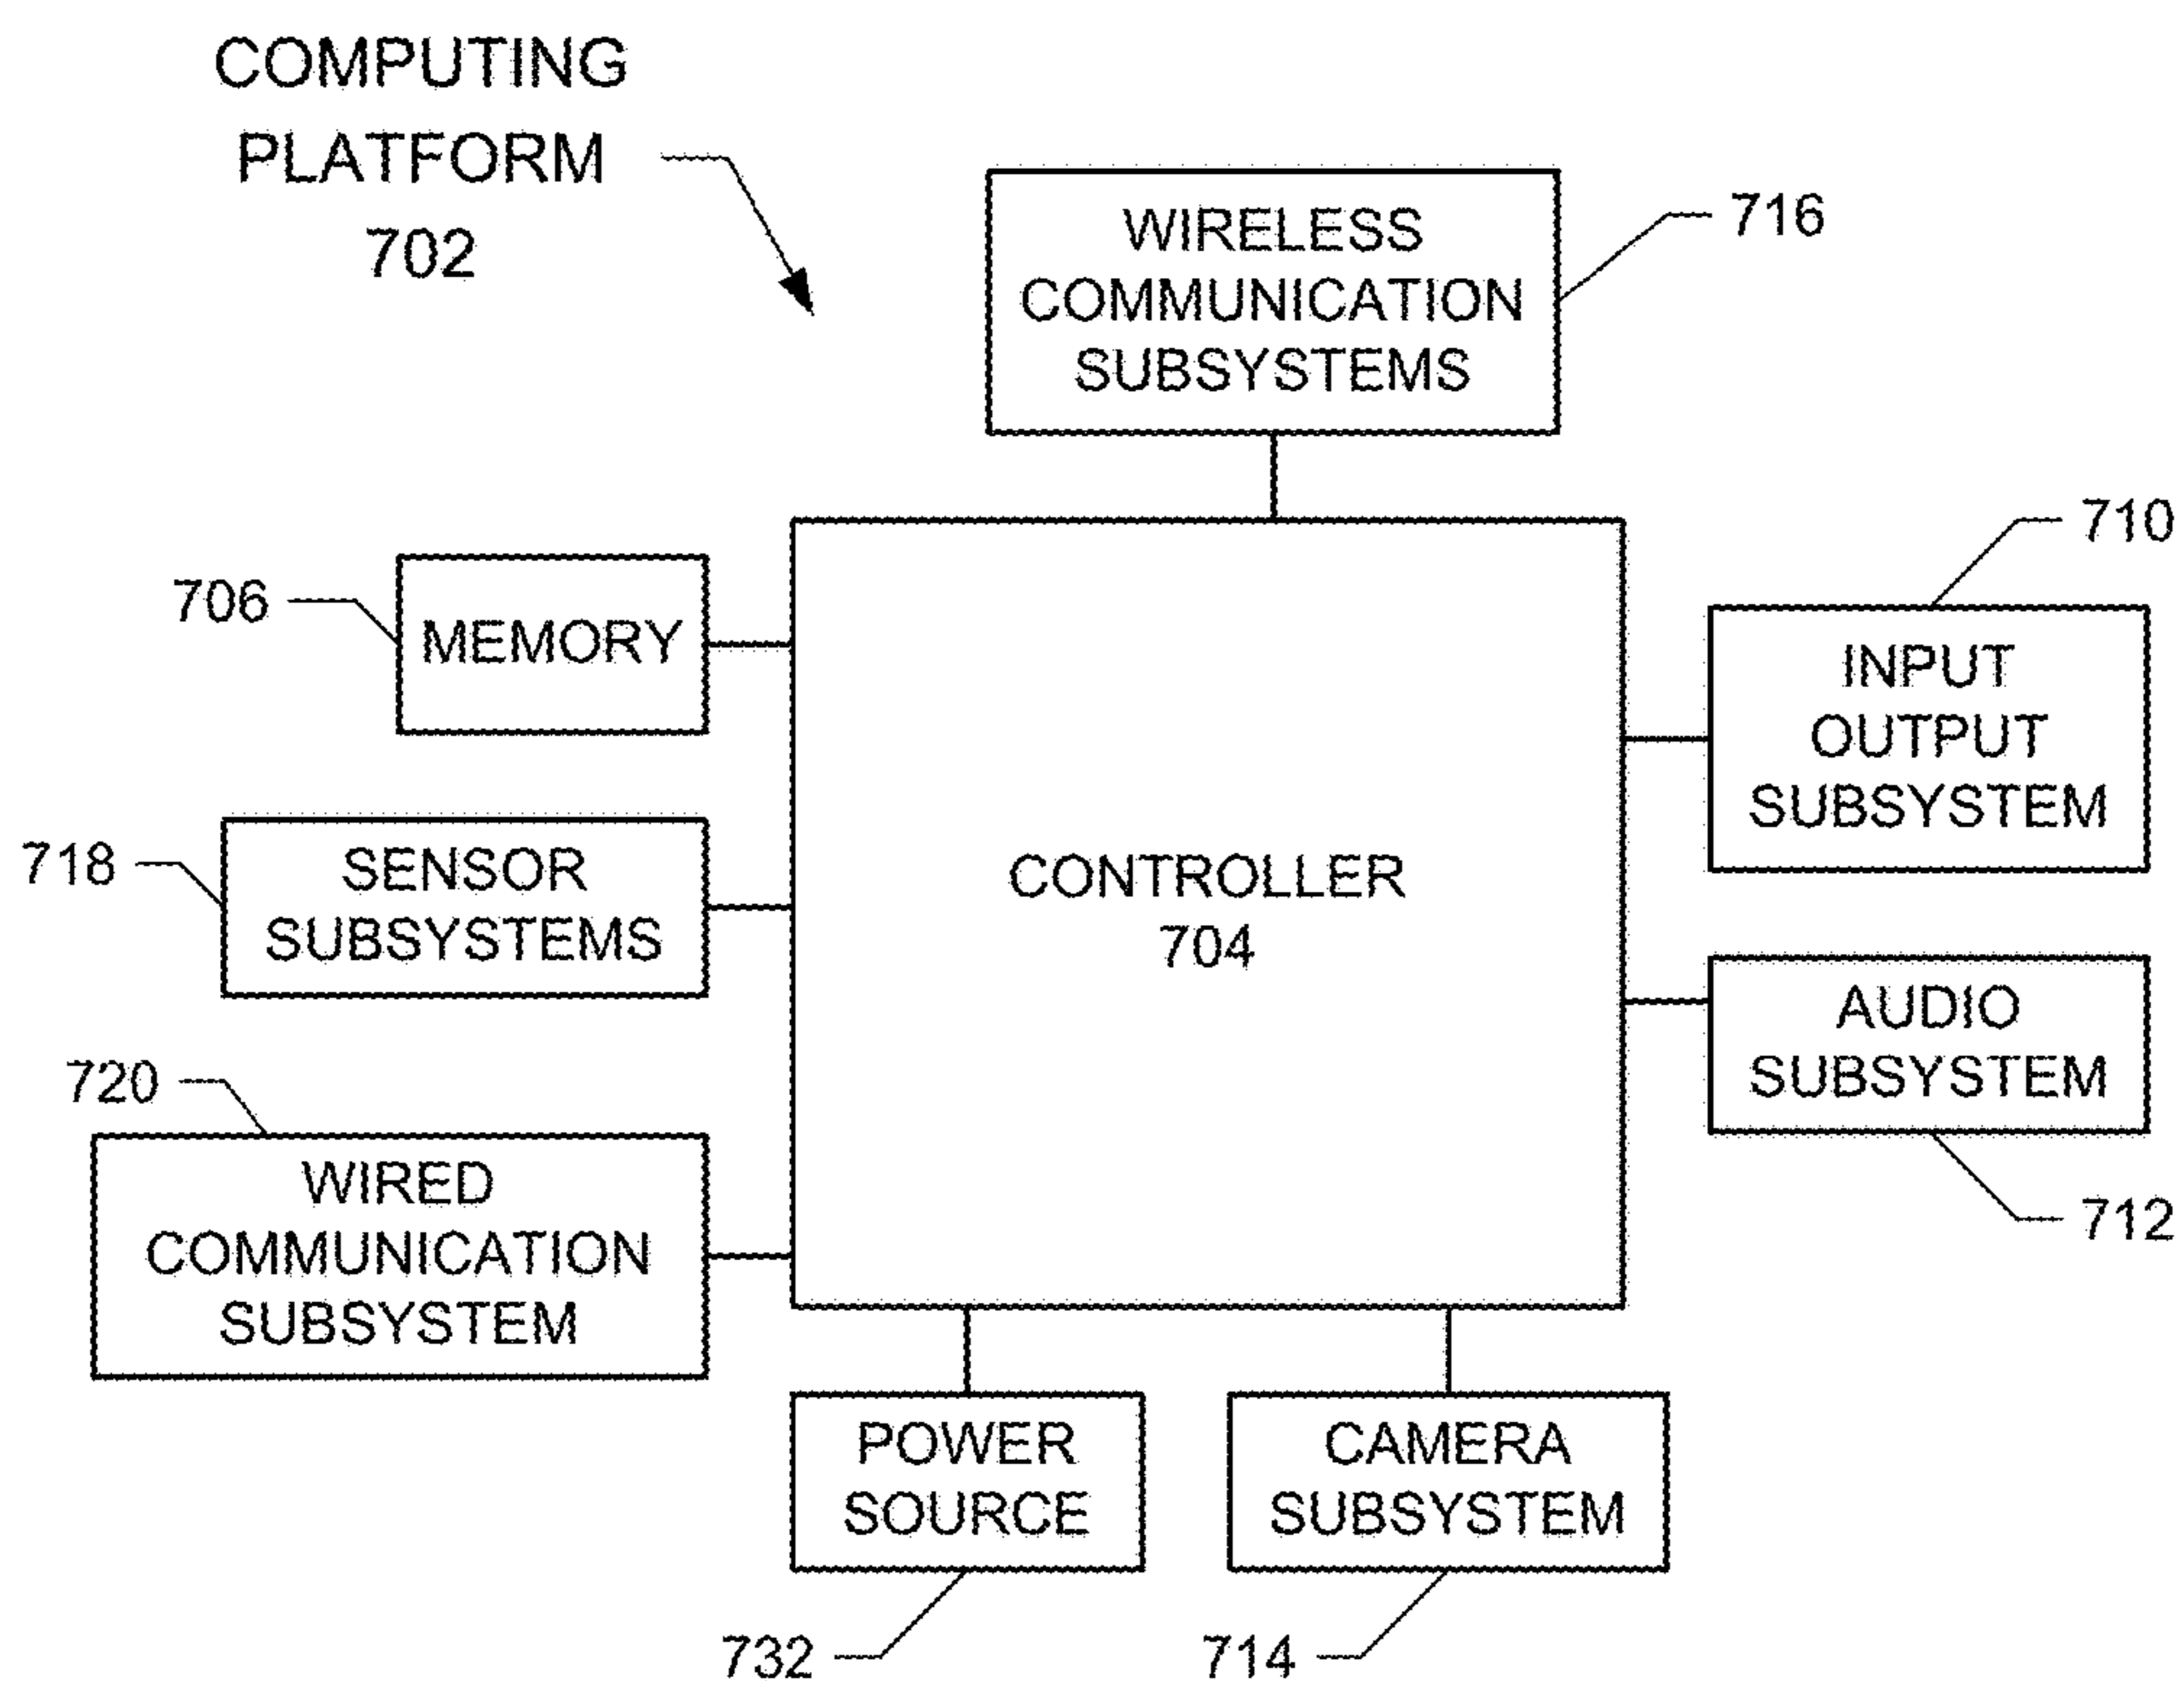 COMPUTING
PLATFORM
702
WIRELESS
COMMUNICATION
SUBSYSTEMS
716
710
706
MEMORY
INPUT
OUTPUT
SUBSYSTEM
718
SENSOR
SUBSYSTEMS
CONTROLLER
704
AUDIO
SUBSYSTEM
720
WIRED
COMMUNICATION
SUBSYSTEM
712
POWER
SOURCE
CAMERA
SUBSYSTEM
732
714